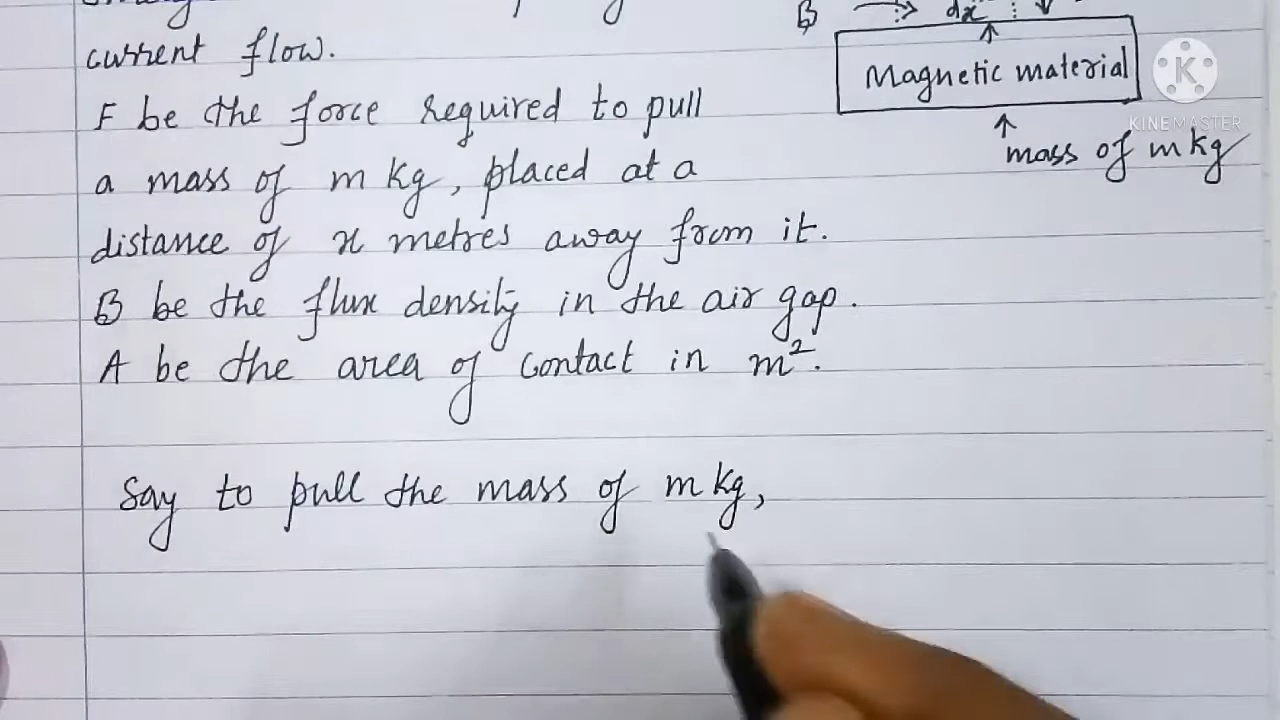 current flow.
F be the force required to pull
a mass of m kg, placed at a
distance of x metres away from it.
B be the flux density in the air gap.
A be the area of contact in m².
Say to pull the mass of m kg,
B
dx
Magnetic material
mass of m kg
K
KINEMASTER